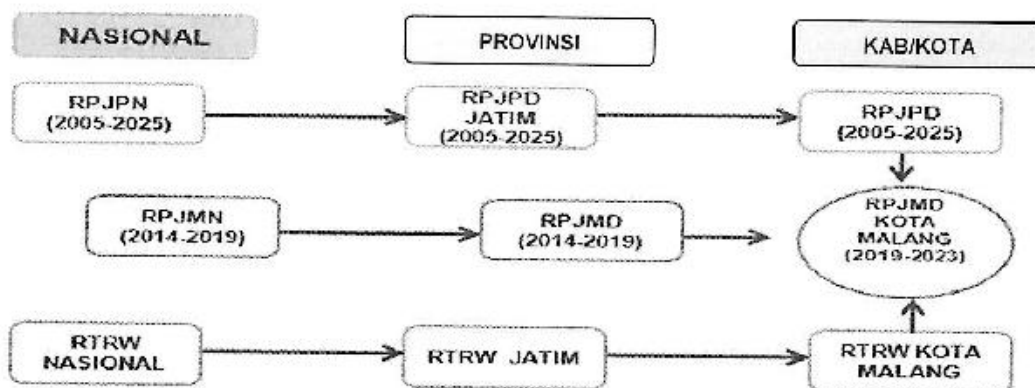 NASIONAL
PROVINSI
KAB/KOTA
RPJPN
(2005-2025)
RPJPD
JATIM
(2005-2025)
RPJPD
(2005-2025)
RPJMN
(2014-2019)
RPJMD
(2014-2019)
RPJMD
KOTA
MALANG
(2019-2023)
RTRW
NASIONAL
RTRW JATIM
RTRW KOTA
MALANG